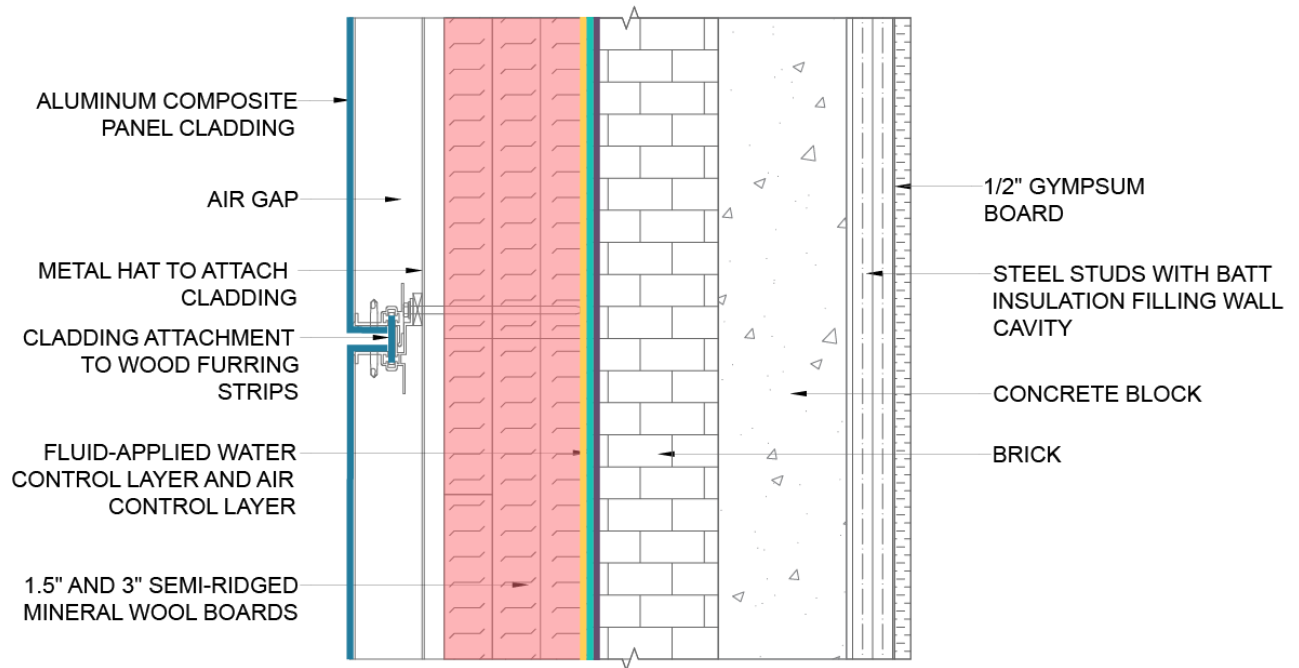 ALUMINUM COMPOSITE
PANEL CLADDING
AIR GAP
METAL HAT TO ATTACH
CLADDING
CLADDING ATTACHMENT
TO WOOD FURRING
STRIPS
FLUID-APPLIED WATER
CONTROL LAYER AND AIR
CONTROL LAYER
1.5" AND 3" SEMI-RIDGED
MINERAL WOOL BOARDS
1/2" GYMPSUM
BOARD
STEEL STUDS WITH BATT
INSULATION FILLING WALL
CAVITY
CONCRETE BLOCK
BRICK